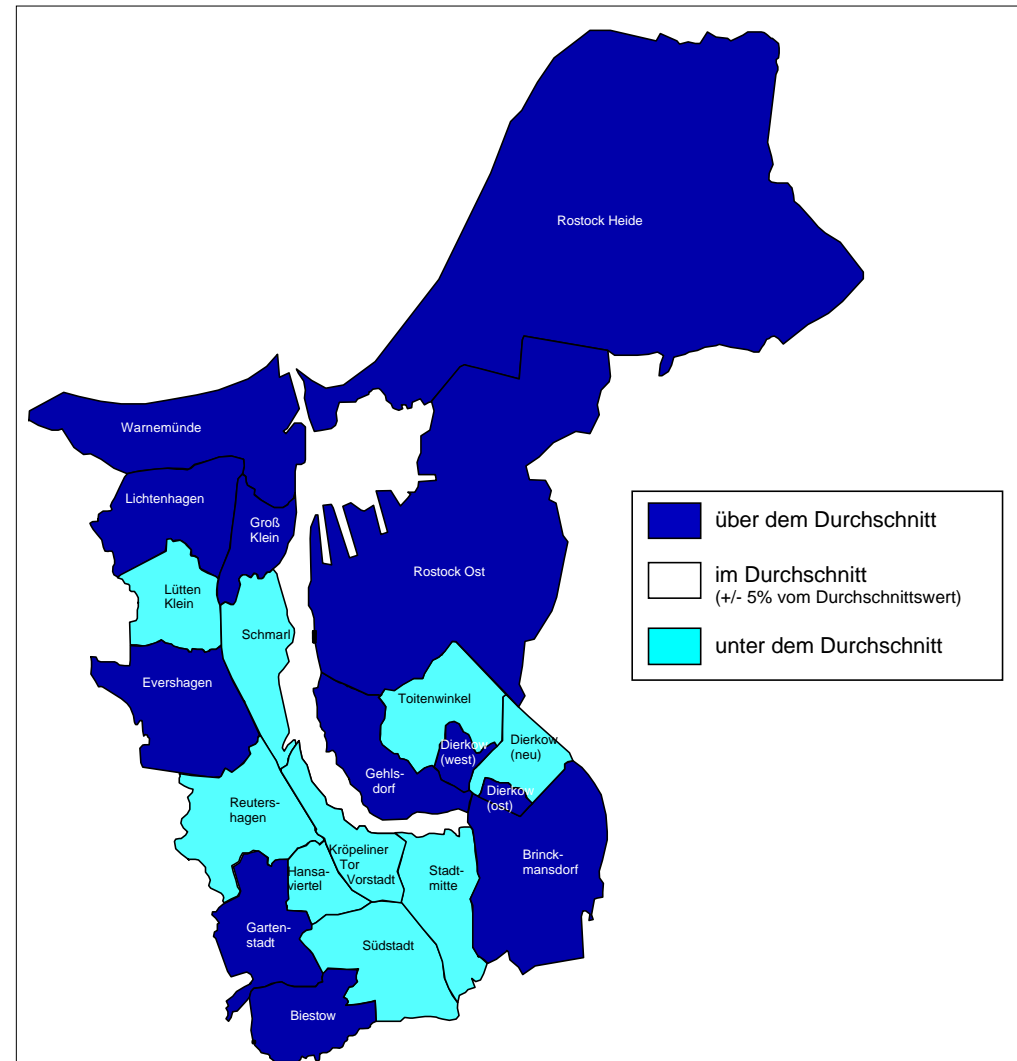 Rostock Heide
Warnemünde
Lichtenhagen
Groß
Klein
Rostock Ost
Lütten
Klein
Schmarl
Evershagen
Toitenwinkel
Dierkow
(west)
Dierkow
(neu)
Gehls-
dorf
Dierkow
(ost)
Reuters-
hagen
Kröpeliner
Tor
Vorstadt
Hansa-
viertel
Stadt-
mitte
Brinck-
mansdorf
Garten-
stadt
Südstadt
Biestow
über dem Durchschnitt
im Durchschnitt
(+/- 5% vom Durchschnittswert)
unter dem Durchschnitt